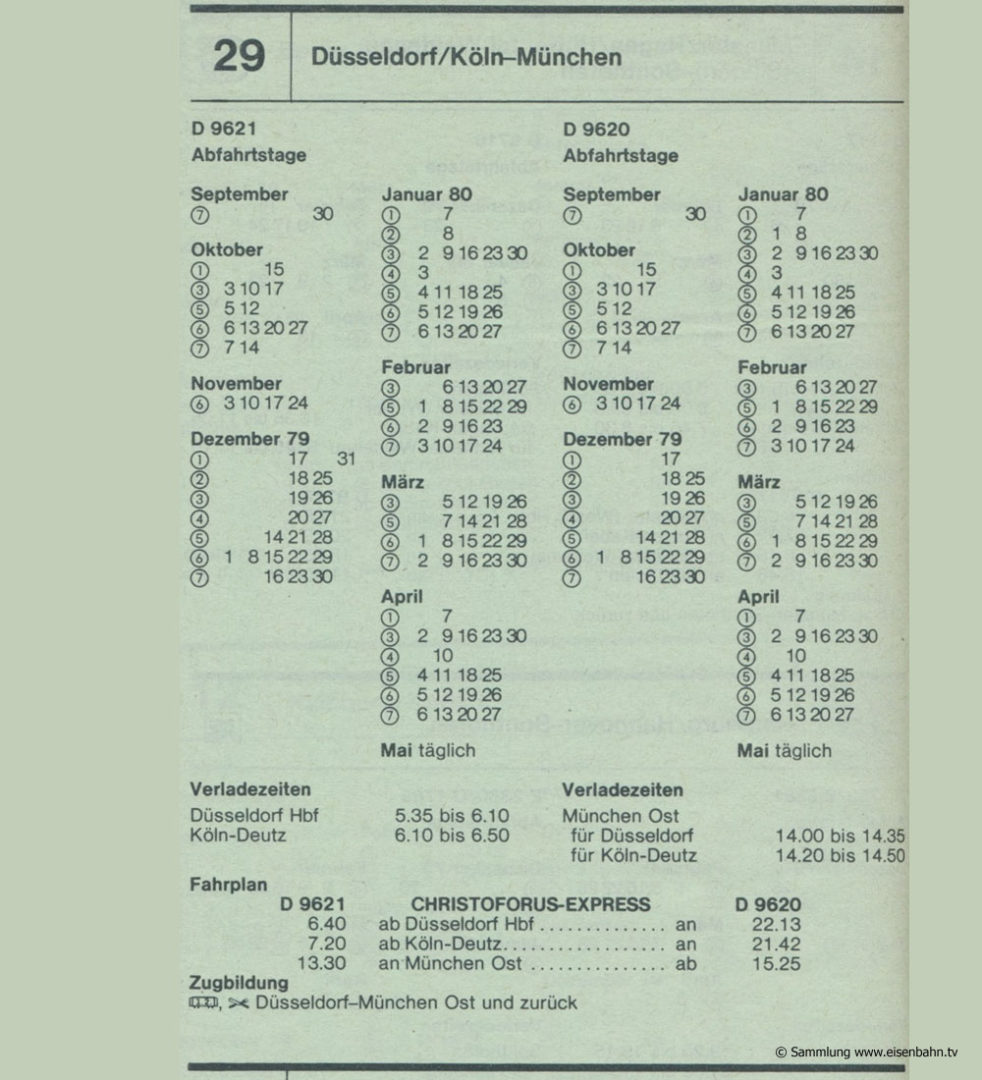 29 Düsseldorf/Köln–München
D 9621
Abfahrtstage
September
⑦ 30
Oktober
① 15
③ 3 10 17
⑤ 5 12
⑥ 6 13 20 27
⑦ 7 14
November
⑥ 3 10 17 24
Dezember 79
① 17 31
② 18 25
③ 19 26
④ 20 27
⑤ 14 21 28
⑥ 1 8 15 22 29
⑦ 16 23 30
Januar 80
① 7
② 8
③ 2 9 16 23 30
④ 3
⑤ 4 11 18 25
⑥ 5 12 19 26
⑦ 6 13 20 27
Februar
③ 6 13 20 27
⑤ 1 8 15 22 29
⑥ 2 9 16 23
⑦ 3 10 17 24
März
③ 5 12 19 26
⑤ 7 14 21 28
⑥ 1 8 15 22 29
⑦ 2 9 16 23 30
April
① 7
③ 2 9 16 23 30
④ 10
⑤ 4 11 18 25
⑥ 5 12 19 26
⑦ 6 13 20 27
Mai täglich
D 9620
Abfahrtstage
September
⑦ 30
Oktober
① 15
③ 3 10 17
⑤ 5 12
⑥ 6 13 20 27
⑦ 7 14
November
⑥ 3 10 17 24
Dezember 79
① 17
② 18 25
③ 19 26
④ 20 27
⑤ 14 21 28
⑥ 1 8 15 22 29
⑦ 16 23 30
Januar 80
① 7
② 1 8
③ 2 9 16 23 30
④ 3
⑤ 4 11 18 25
⑥ 5 12 19 26
⑦ 6 13 20 27
Februar
③ 6 13 20 27
⑤ 1 8 15 22 29
⑥ 2 9 16 23
⑦ 3 10 17 24
März
③ 5 12 19 26
⑤ 7 14 21 28
⑥ 1 8 15 22 29
⑦ 2 9 16 23 30
April
① 7
③ 2 9 16 23 30
④ 10
⑤ 4 11 18 25
⑥ 5 12 19 26
⑦ 6 13 20 27
Mai täglich
Verladezeiten
Düsseldorf Hbf 5.35 bis 6.10
Köln-Deutz 6.10 bis 6.50
Verladezeiten
München Ost
für Düsseldorf 14.00 bis 14.35
für Köln-Deutz 14.20 bis 14.50
Fahrplan
D 9621 CHRISTOFORUS-EXPRESS D 9620
6.40 ab Düsseldorf Hbf .............. an 22.13
7.20 ab Köln-Deutz.................. an 21.42
13.30 an München Ost ............... ab 15.25
Zugbildung
, Düsseldorf–München Ost und zurück
© Sammlung www.eisenbahn.tv